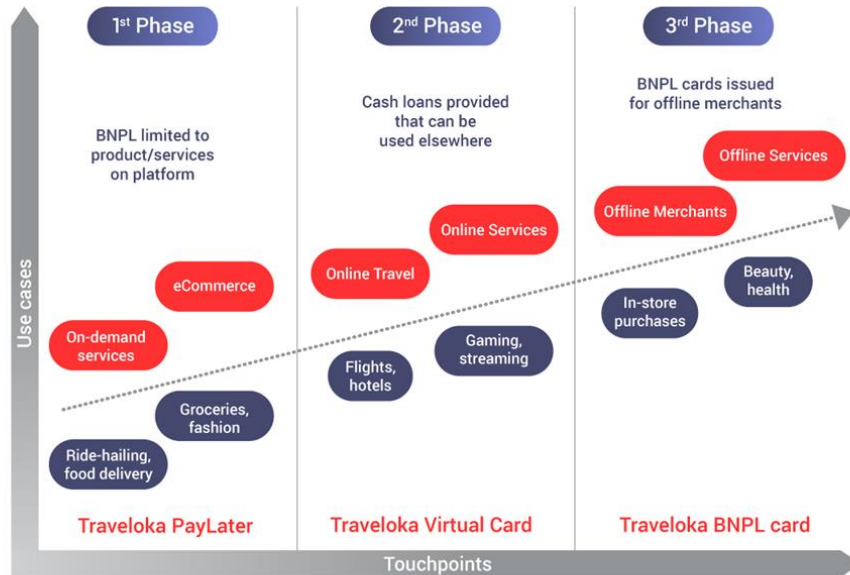 1st Phase
2nd Phase
3rd Phase
BNPL limited to
product/services
on platform
Cash loans provided
that can be
used elsewhere
BNPL cards issued
for offline merchants
Offline Services
Offline Merchants
Online Services
Online Travel
eCommerce
On-demand
services
Beauty,
health
In-store
purchases
Gaming,
streaming
Flights,
hotels
Groceries,
fashion
Ride-hailing,
food delivery
Traveloka PayLater
Traveloka Virtual Card
Traveloka BNPL card
Use cases
Touchpoints